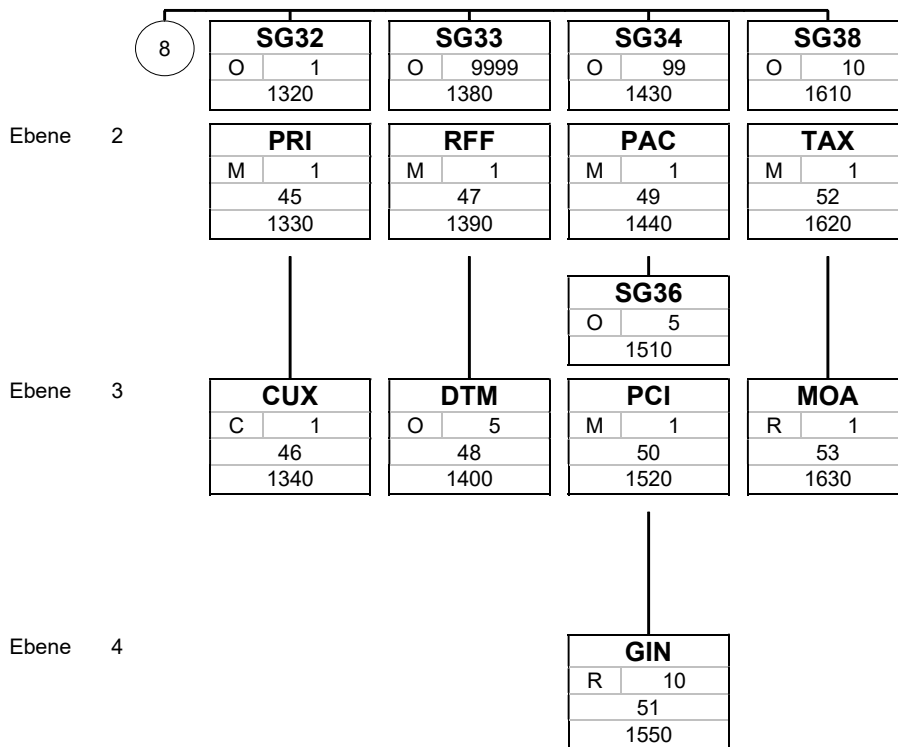 8
SG32 SG33 SG34 SG38
O 1 O 9999 O 99 O 10
1320 1380 1430 1610
Ebene 2 PRI RFF PAC TAX
M 1 M 1 M 1 M 1
45 47 49 52
1330 1390 1440 1620
SG36
O 5
1510
Ebene 3 CUX DTM PCI MOA
C 1 O 5 M 1 R 1
46 48 50 53
1340 1400 1520 1630
Ebene 4 GIN
R 10
51
1550